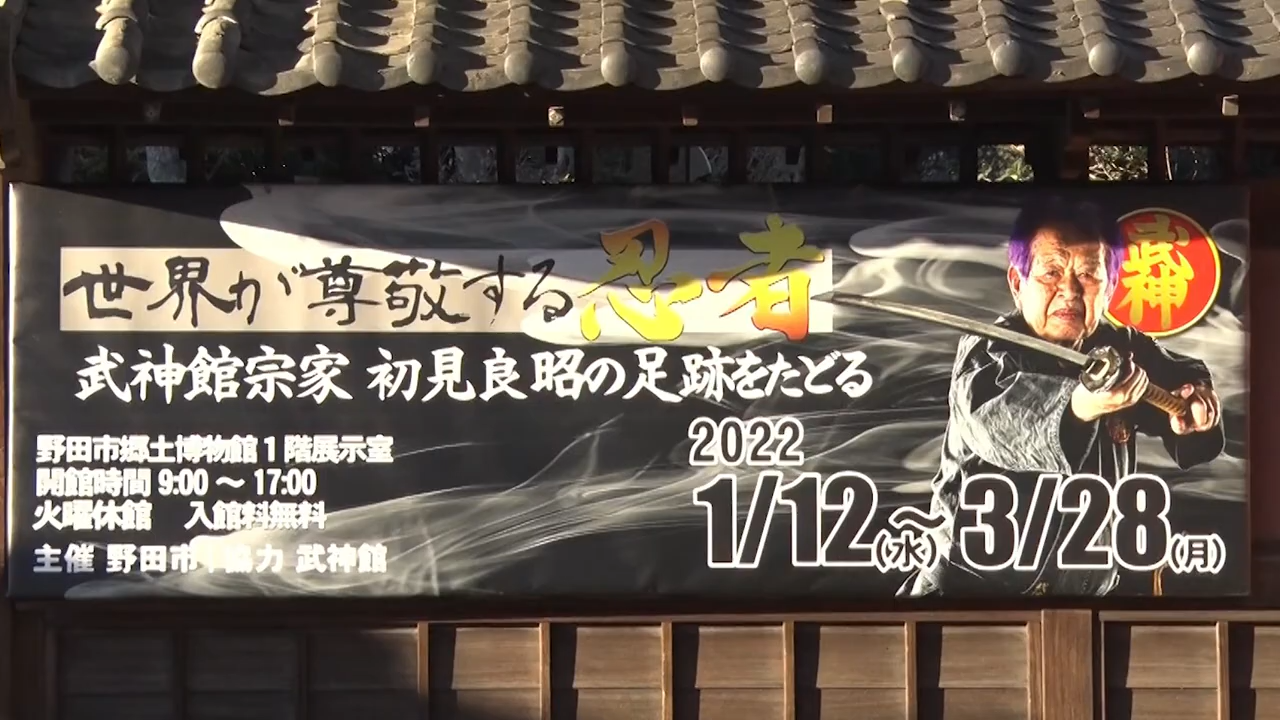 世界が尊敬する忍者
武神
武神館宗家 初見良昭の足跡をたどる
野田市郷土博物館1階展示室
開館時間 9:00 ～ 17:00
火曜休館 入館料無料
主催 野田市 協力 武神館
2022
1/12(水)～3/28(月)